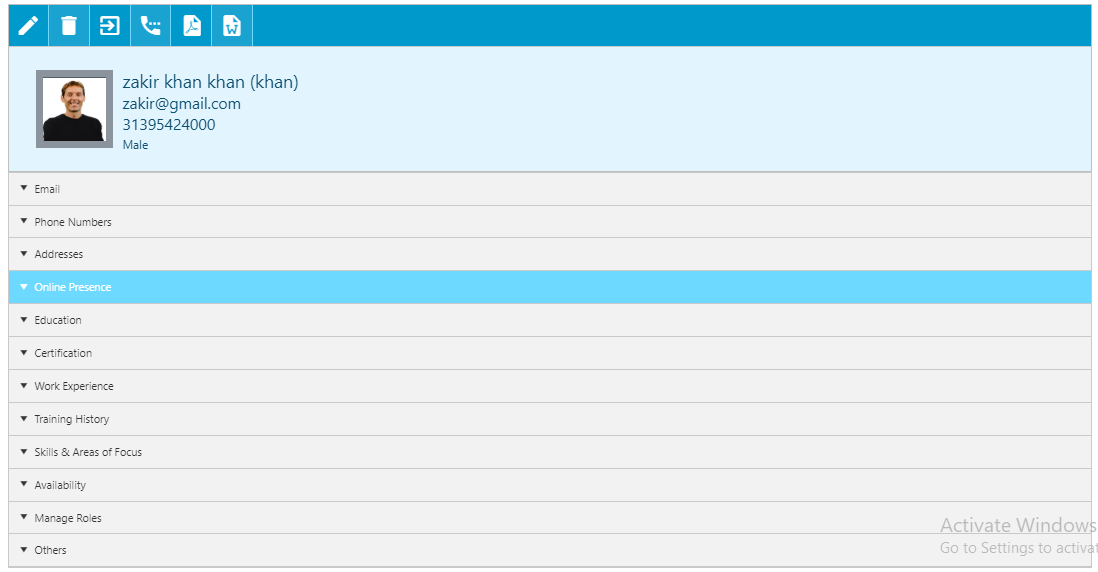 zakir khan khan (khan)
zakir@gmail.com
31395424000
Male
Email
Phone Numbers
Addresses
Online Presence
Education
Certification
Work Experience
Training History
Skills & Areas of Focus
Availability
Manage Roles
Others
Activate Windows
Go to Settings to activat